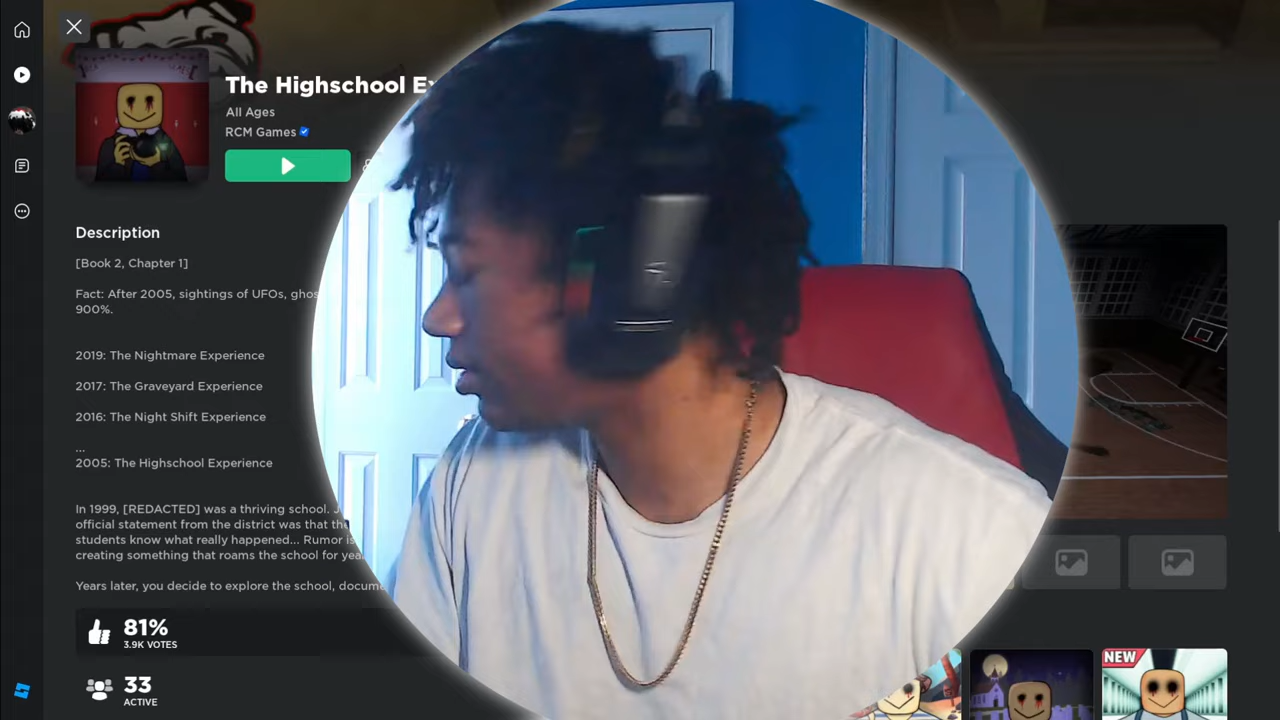 The Highschool
All Ages
RCM Games
Description
[Book 2, Chapter 1]
Fact: After 2005, sightings of UFOs,
900%.
2019: The Nightmare Experience
2017: The Graveyard Experience
2016: The Night Shift Experience
...
2005: The Highschool Experience
In 1999, [REDACTED] was a thriving school.
official statement from the district was that
students know what really happened... Rumor
creating something that roams the school for
Years later, you decide to explore the school,
81%
3.9K VOTES
33
ACTIVE
NEW